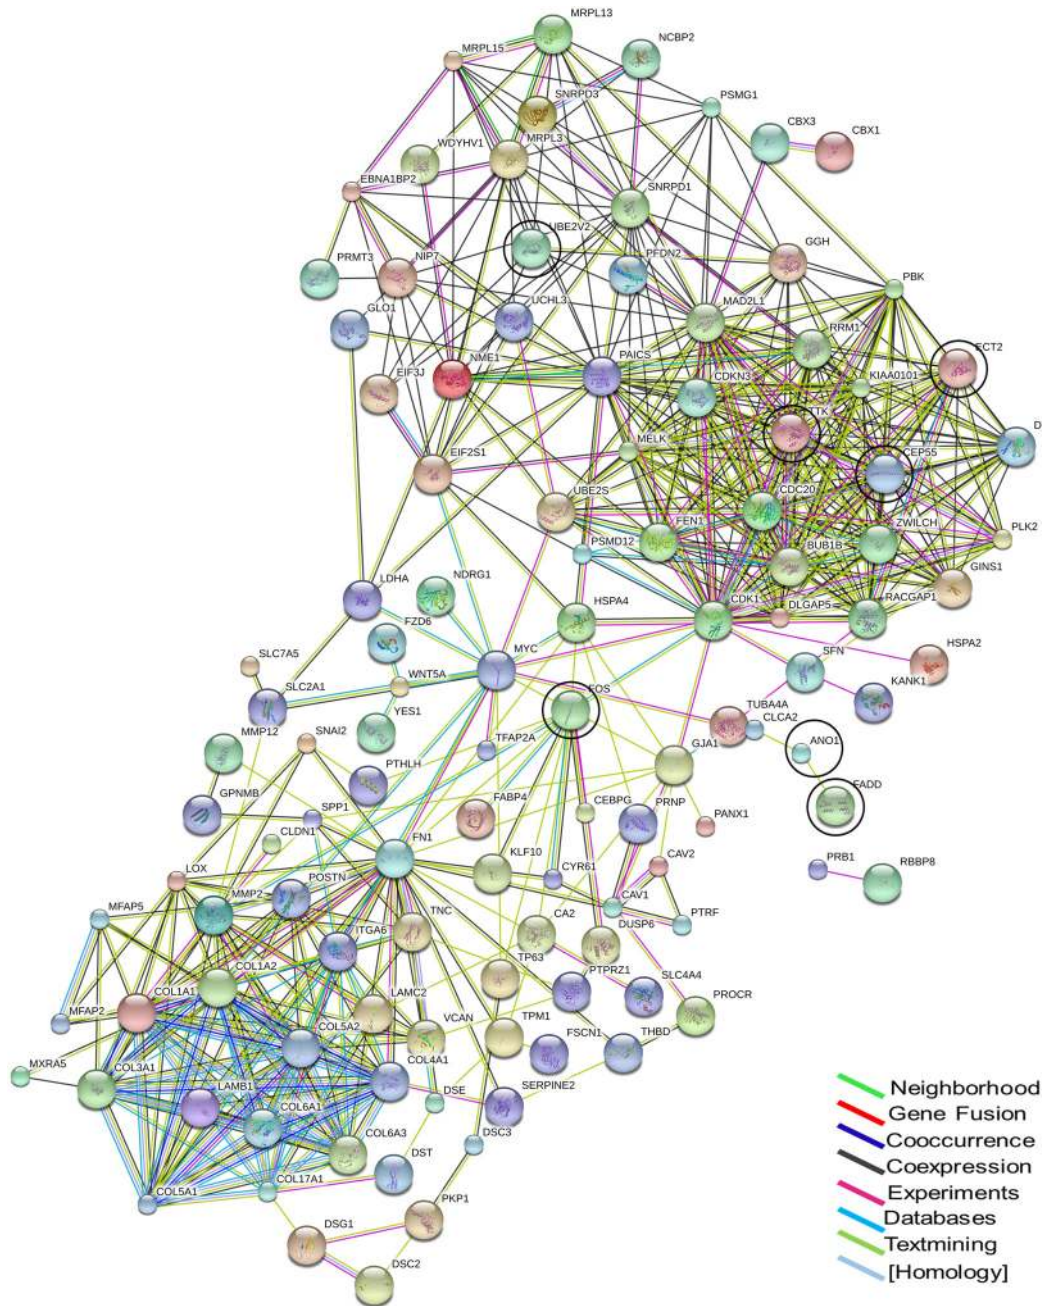 MRPL13
MRPL15
NCBP2
SNRPD3
PSMG1
CBX3
CBX1
WDYHV1
MRPL3
EBNA1BP2
SNRPD1
UBE2V2
GGH
PRMT3
NIP7
PFDN2
PBK
GLO1
UCHL3
MAD2L1
RRM1
ECT2
EIF3J
NME1
PAICS
CDKN3
KIAA0101
TTK
D
MELK
CEP55
EIF2S1
UBE2S
CDC20
FEN1
ZWILCH
PLK2
PSMD12
BUB1B
GINS1
LDHA
NDRG1
HSPA4
CDK1
DLGAP5
RACGAP1
FZD6
MYC
SFN
HSPA2
SLC7A5
WNT5A
KANK1
SLC2A1
FOS
TUBA4A
YES1
CLCA2
MMP12
SNAI2
TFAP2A
GJA1
ANO1
PTHLH
FADD
GPNMB
SPP1
FABP4
CEBPG
PRNP
PANX1
CLDN1
FN1
KLF10
CAV2
PRB1
RBBP8
LOX
CYR61
MMP2
POSTN
CAV1
MFAP5
TNC
CA2
DUSP6
PTRF
ITGA6
COL1A2
TP63
COL1A1
LAMC2
PTPRZ1
SLC4A4
MFAP2
PROCR
COL5A2
VCAN
TPM1
FSCN1
THBD
COL4A1
MXRA5
COL3A1
LAMB1
DSE
SERPINE2
COL6A1
COL6A3
DSC3
DST
COL17A1
COL5A1
PKP1
DSG1
DSC2
Neighborhood
Gene Fusion
Cooccurrence
Coexpression
Experiments
Databases
Textmining
[Homology]